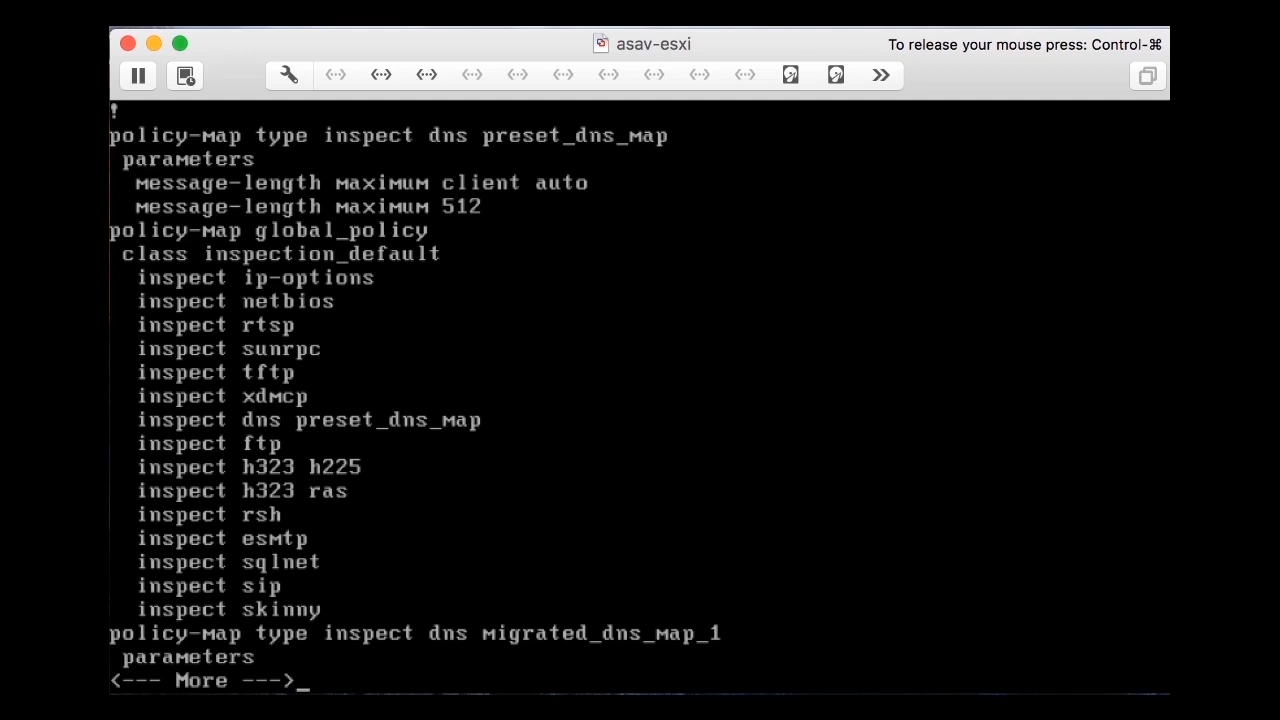 asav-esxi
To release your mouse press: Control-⌘
!
policy-map type inspect dns preset_dns_map
 parameters
  message-length maximum client auto
  message-length maximum 512
policy-map global_policy
 class inspection_default
  inspect ip-options
  inspect netbios
  inspect rtsp
  inspect sunrpc
  inspect tftp
  inspect xdmcp
  inspect dns preset_dns_map
  inspect ftp
  inspect h323 h225
  inspect h323 ras
  inspect rsh
  inspect esmtp
  inspect sqlnet
  inspect sip
  inspect skinny
policy-map type inspect dns migrated_dns_map_1
 parameters
<--- More --->_